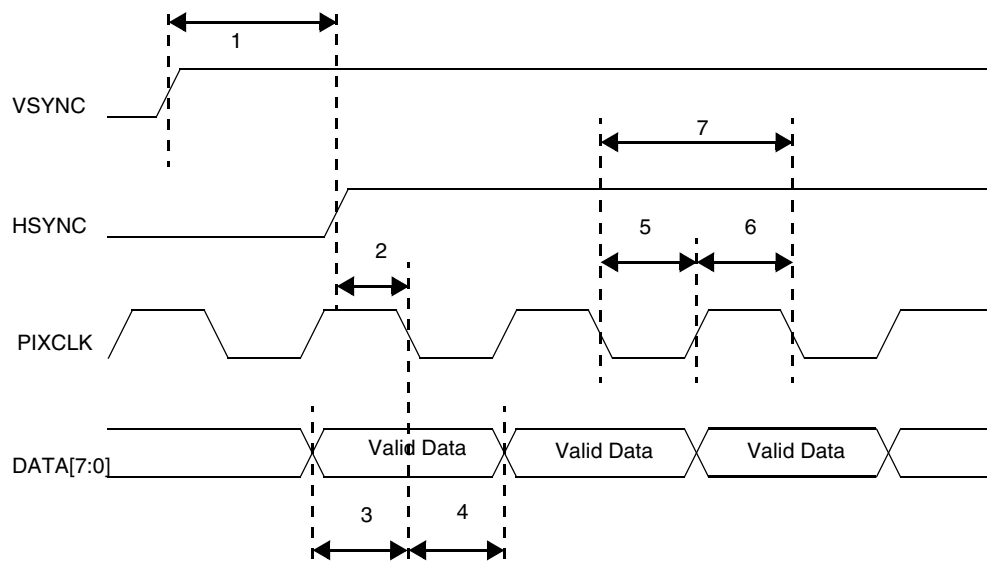 1
VSYNC
7
HSYNC
2
5
6
PIXCLK
DATA[7:0]
Valid Data
Valid Data
Valid Data
3
4